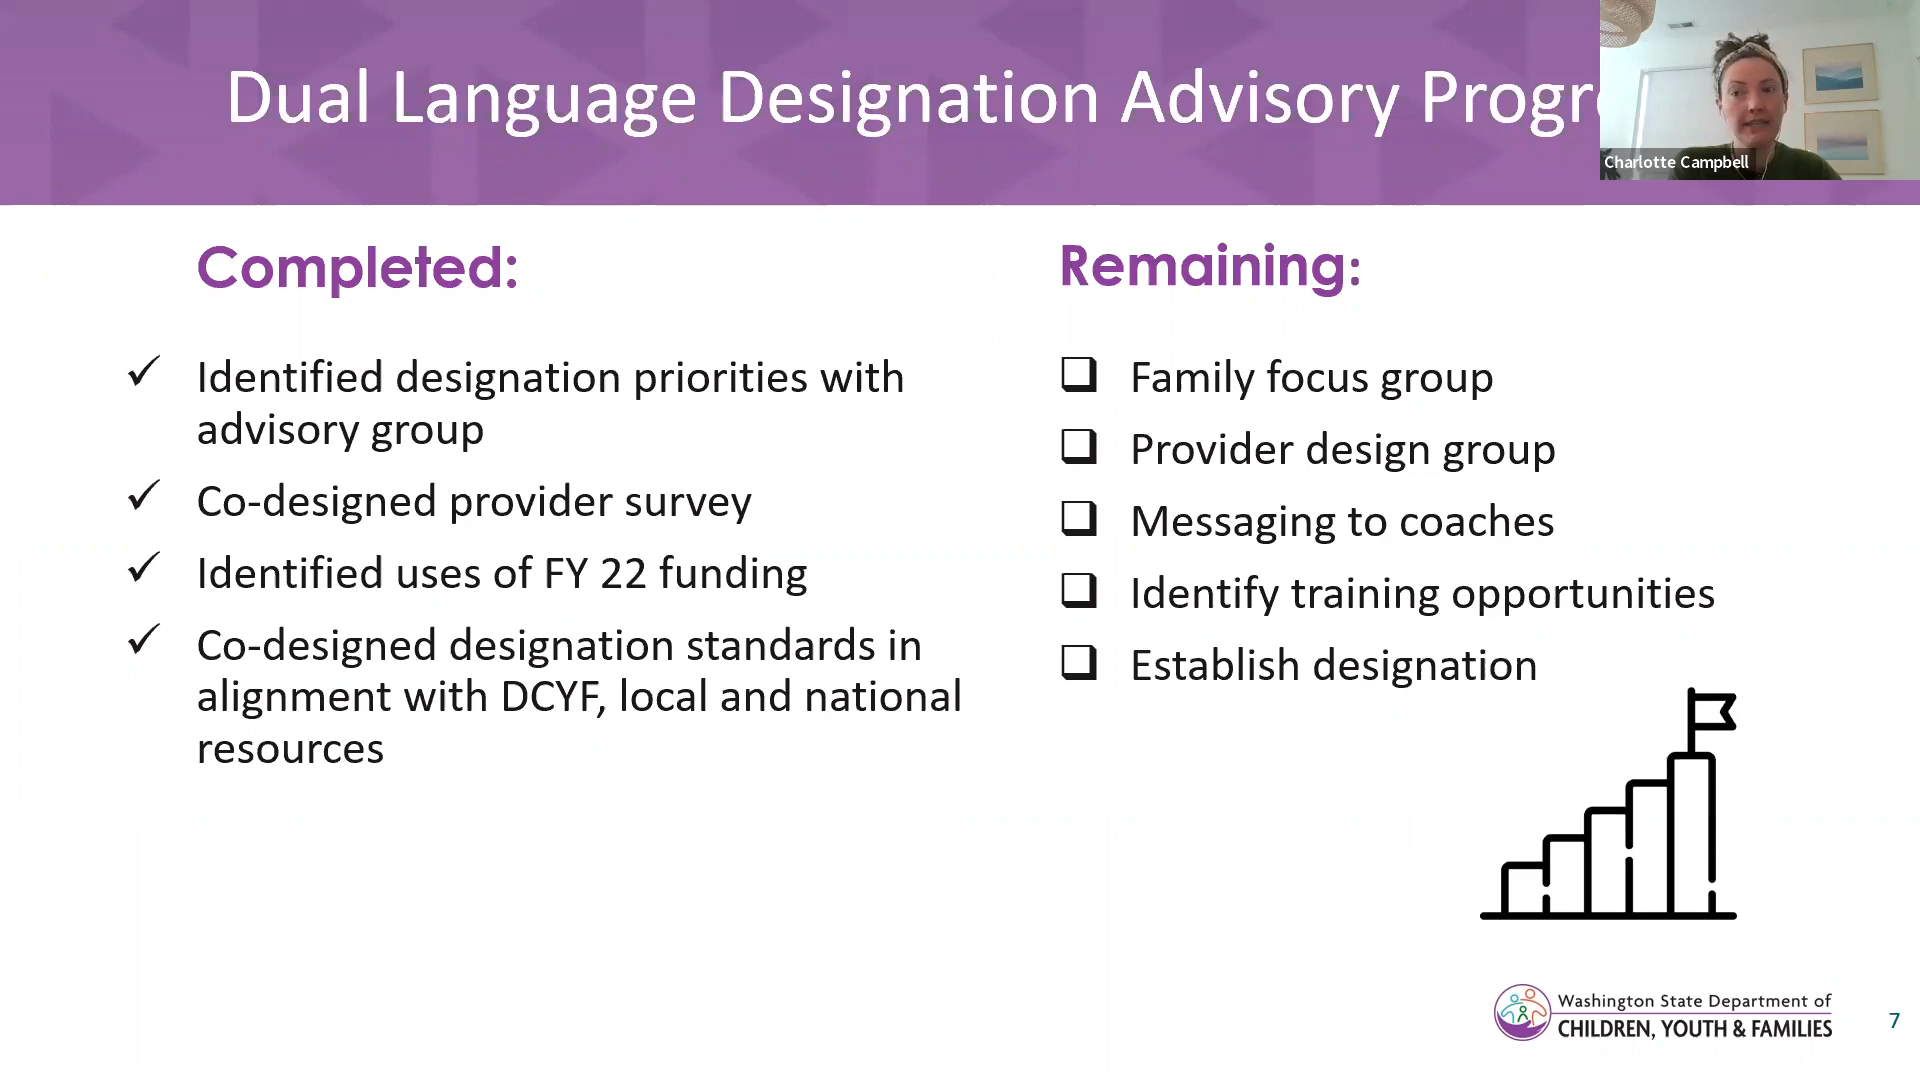 Dual Language Designation Advisory
Charlotte Campbell
Completed:
Identified designation priorities with
advisory group
Co-designed provider survey
Identified uses of FY 22 funding
Co-designed designation standards in
alignment with DCYF, local and national
resources
Remaining:
Family focus group
Provider design group
Messaging to coaches
Identify training opportunities
Establish designation
Washington State Department of
CHILDREN, YOUTH & FAMILIES
7